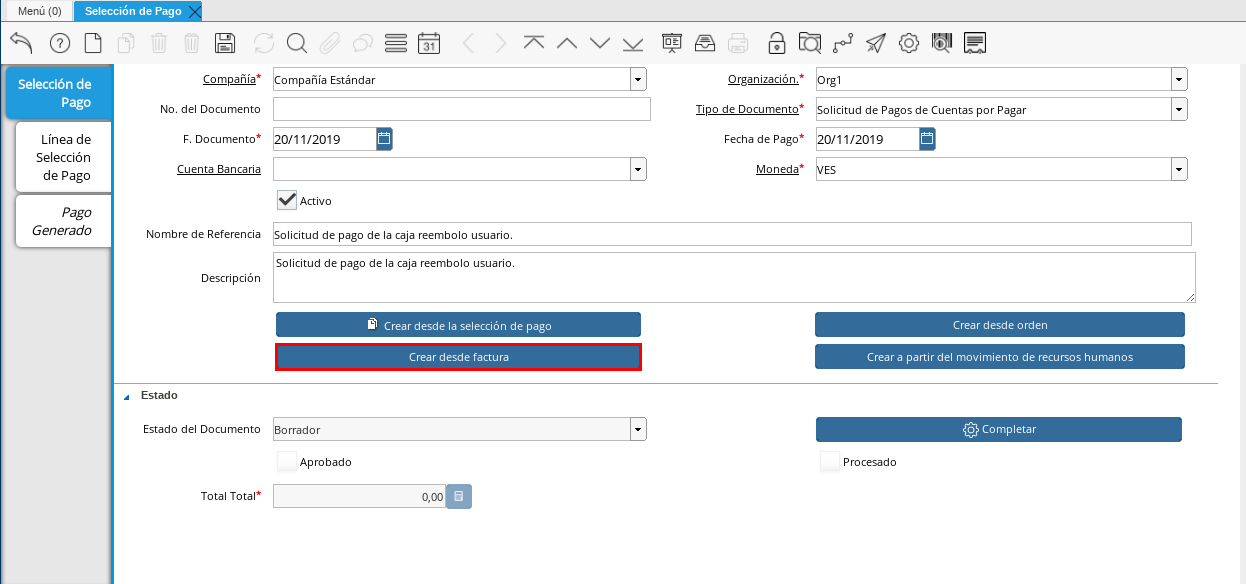 Menú (0)
Selección de Pago
31
Selección de
Pago
Línea de
Selección
de Pago
Pago
Generado
Compañía* Compañía Estándar
Organización.* Org1
No. del Documento
Tipo de Documento* Solicitud de Pagos de Cuentas por Pagar
F. Documento* 20/11/2019
Fecha de Pago* 20/11/2019
Cuenta Bancaria
Moneda* VES
Activo
Nombre de Referencia Solicitud de pago de la caja reembolo usuario.
Descripción Solicitud de pago de la caja reembolo usuario.
Crear desde la selección de pago
Crear desde orden
Crear desde factura
Crear a partir del movimiento de recursos humanos
Estado
Estado del Documento Borrador
Completar
Aprobado
Procesado
Total Total* 0,00